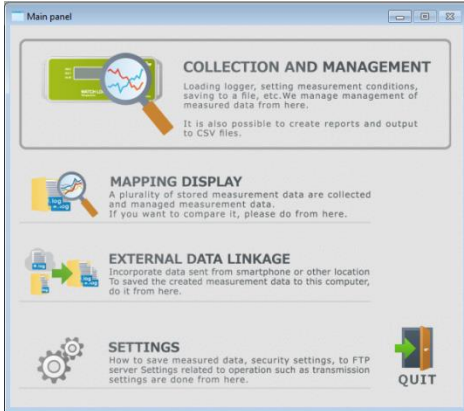 Main panel
COLLECTION AND MANAGEMENT
Loading logger, setting measurement conditions,
saving to a file, etc.We manage management of
measured data from here.
It is also possible to create reports and output
to CSV files.
MAPPING DISPLAY
A plurality of stored measurement data are collected
and managed measurement data.
If you want to compare it, please do from here.
EXTERNAL DATA LINKAGE
Incorporate data sent from smartphone or other location
To saved the created measurement data to this computer,
do it from here.
SETTINGS
How to save measured data, security settings, to FTP
server Settings related to operation such as transmission
settings are done from here.
QUIT